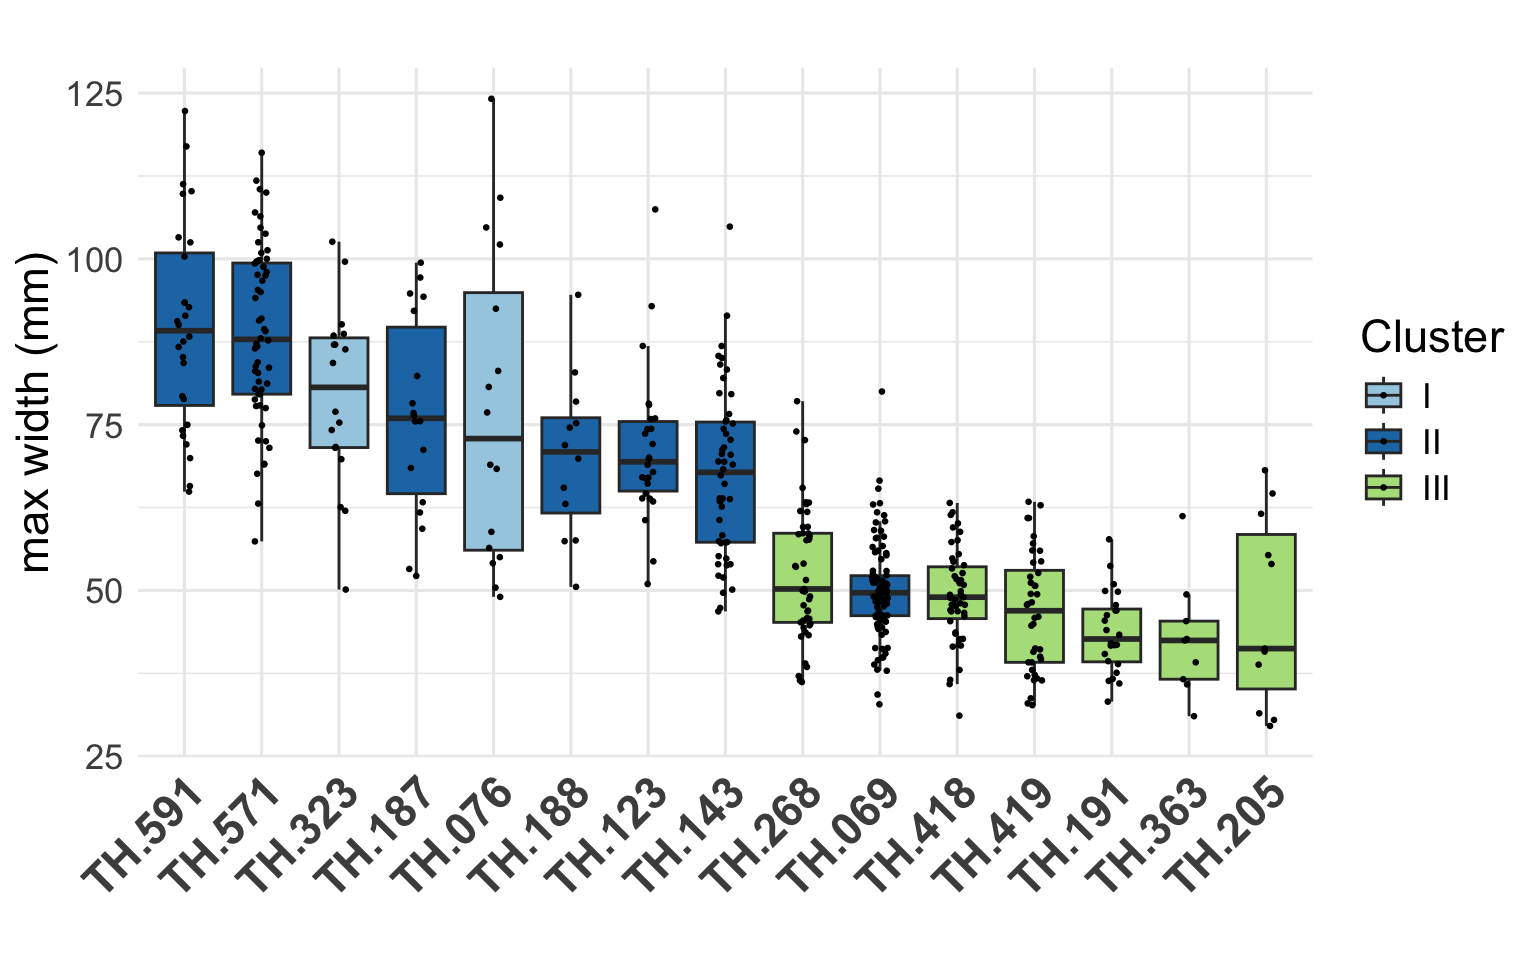 max width (mm)
125
100
75
50
25
TH.591
TH.571
TH.323
TH.187
TH.076
TH.188
TH.123
TH.143
TH.268
TH.069
TH.418
TH.419
TH.191
TH.363
TH.205
Cluster
I
II
III